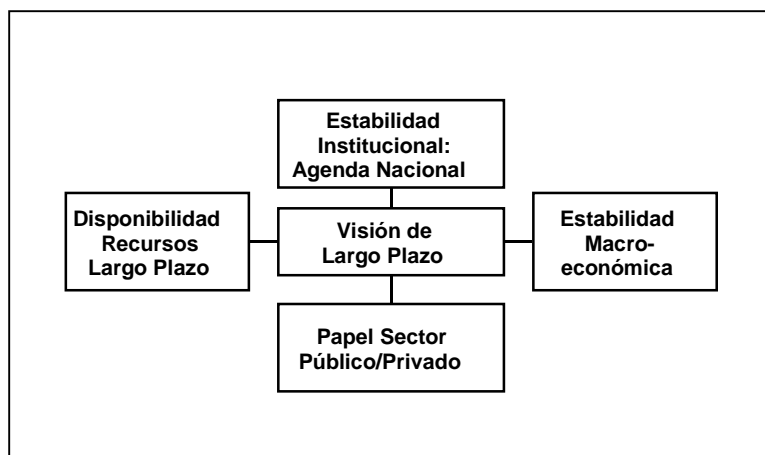 Estabilidad
Institucional:
Agenda Nacional
Disponibilidad
Recursos
Largo Plazo
Visión de
Largo Plazo
Estabilidad
Macro-
económica
Papel Sector
Público/Privado